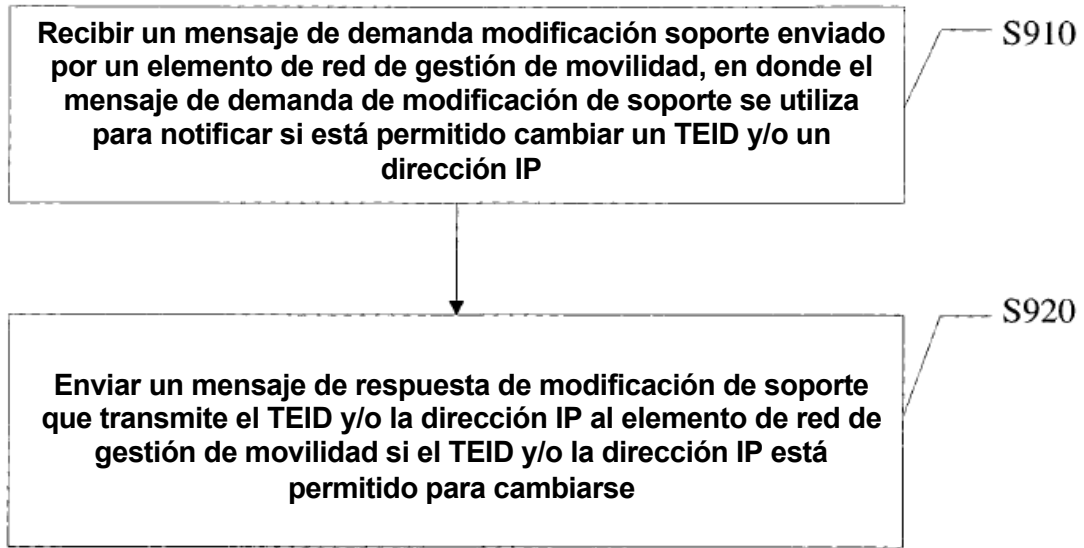 Recibir un mensaje de demanda modificación soporte enviado
por un elemento de red de gestión de movilidad, en donde el
mensaje de demanda de modificación de soporte se utiliza
para notificar si está permitido cambiar un TEID y/o un
dirección IP
S910
Enviar un mensaje de respuesta de modificación de soporte
que transmite el TEID y/o la dirección IP al elemento de red de
gestión de movilidad si el TEID y/o la dirección IP está
permitido para cambiarse
S920